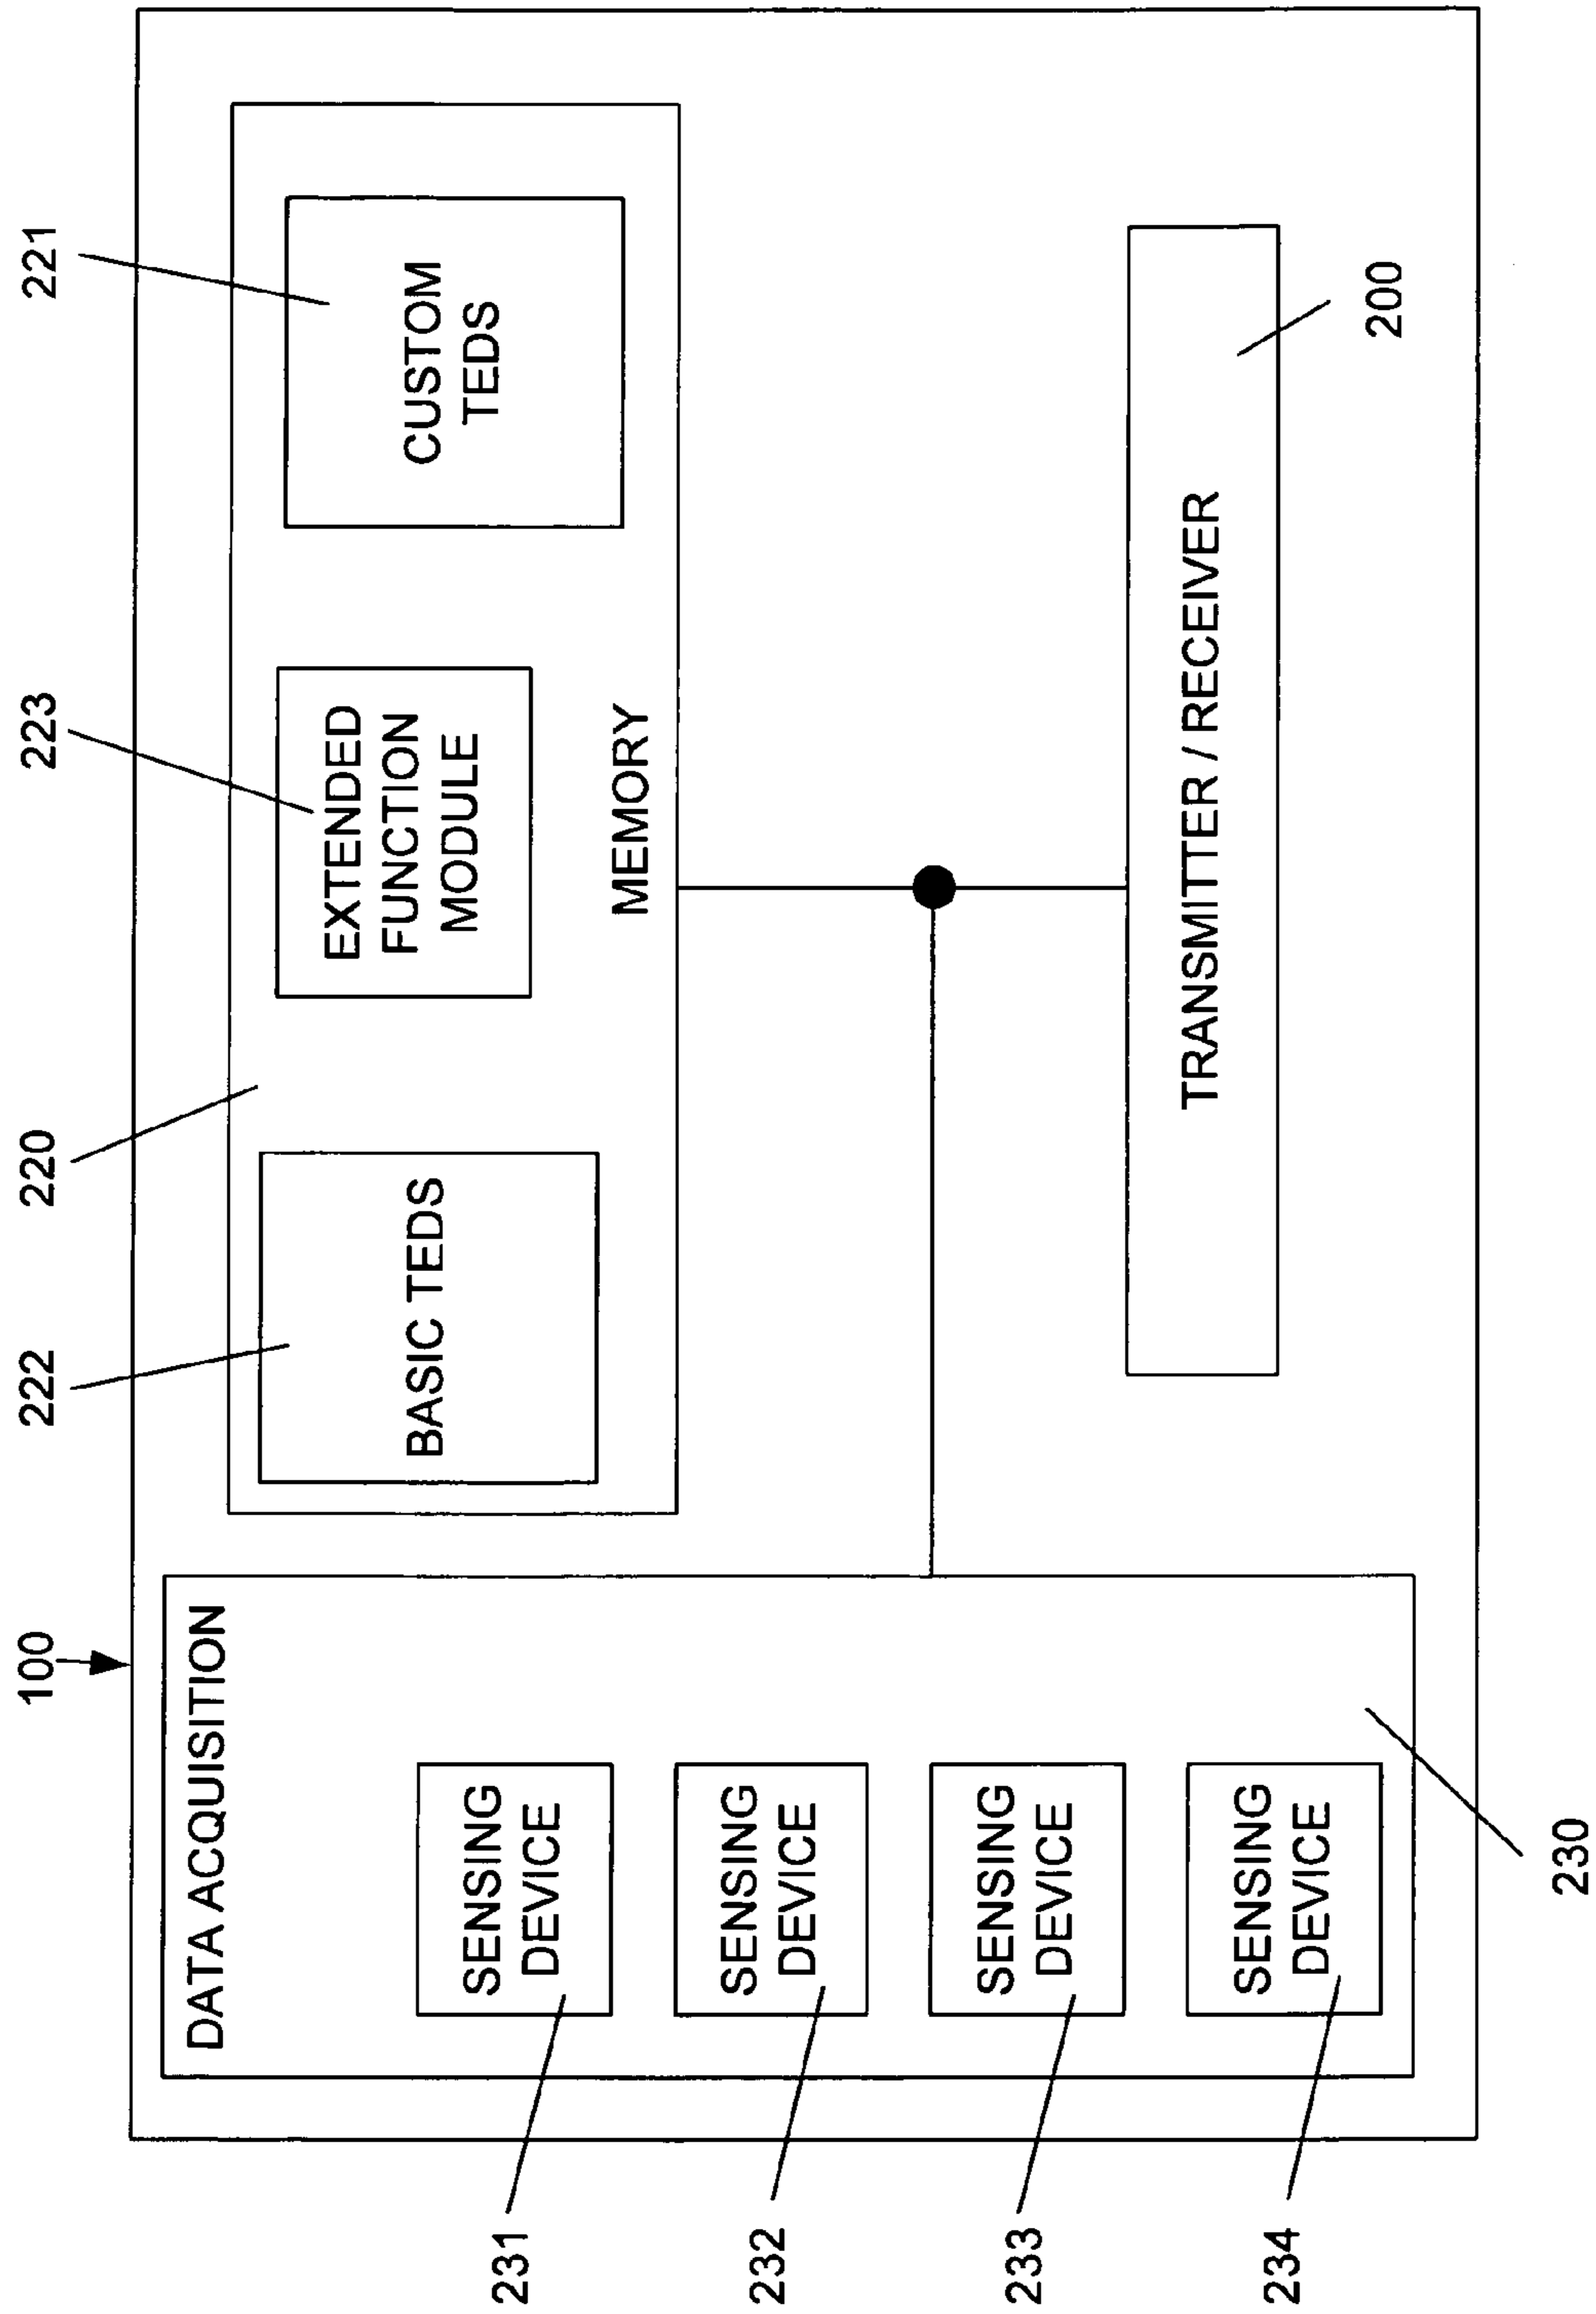 100
222
220
223
221
DATA ACQUISITION
BASIC TEDS
EXTENDED
FUNCTION
MODULE
CUSTOM
TEDS
MEMORY
231
SENSING
DEVICE
232
SENSING
DEVICE
233
SENSING
DEVICE
234
SENSING
DEVICE
TRANSMITTER / RECEIVER
200
230